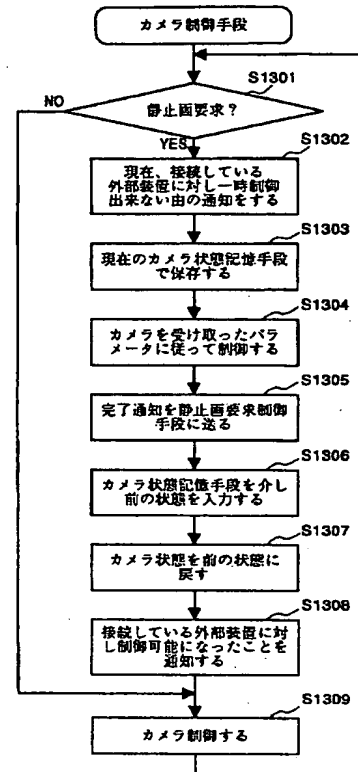 カメラ制御手段
S1301
NO
静止画要求?
YES
S1302
現在、接続している
外部装置に対し一時制御
出来ない由の通知をする
S1303
現在のカメラ状態記憶手段
で保存する
S1304
カメラを受け取ったパラ
メータに従って制御する
S1305
完了通知を静止画要求制御
手段に送る
S1306
カメラ状態記憶手段を介し
前の状態を入力する
S1307
カメラ状態を前の状態に
戻す
S1308
接続している外部装置に対
し制御可能になったことを
通知する
S1309
カメラ制御する